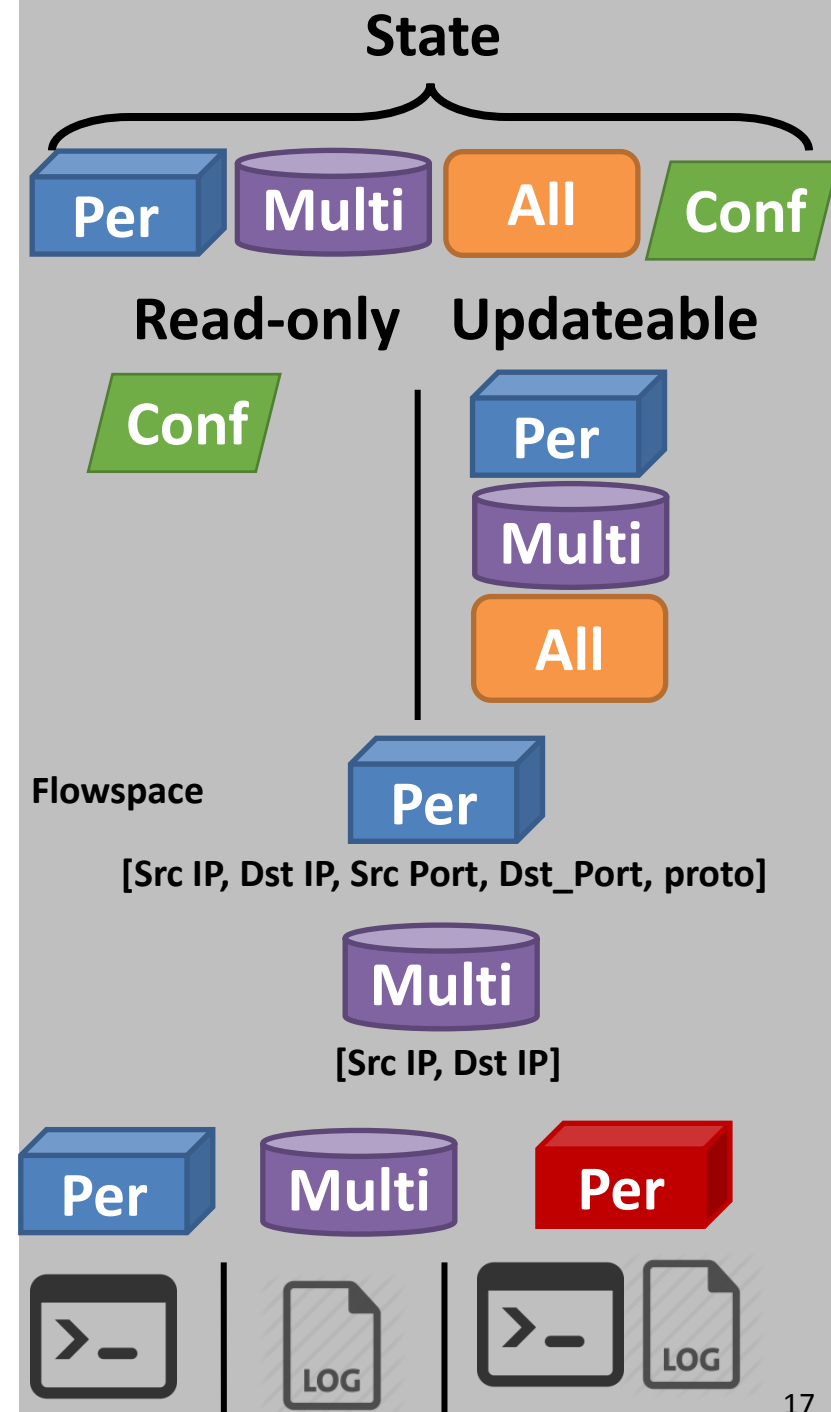 State
Per Multi All Conf
Read-only Updateable
Conf
Per
Multi
All
Flowspace
Per
[Src IP, Dst IP, Src Port, Dst_Port, proto]
Multi
[Src IP, Dst IP]
Per Multi Per
>_ LOG >_ LOG
17